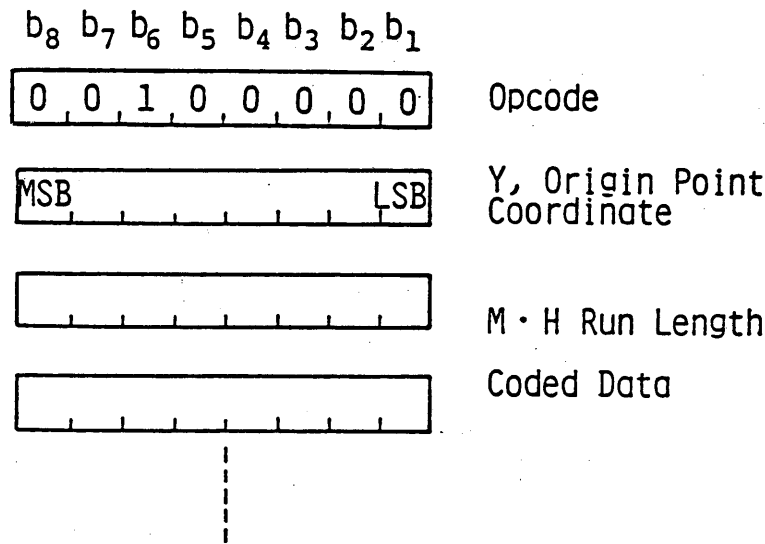 b8 b7 b6 b5 b4 b3 b2 b1
0 0 1 0 0 0 0 0 Opcode
MSB LSB Y, Origin Point
Coordinate
M · H Run Length
Coded Data